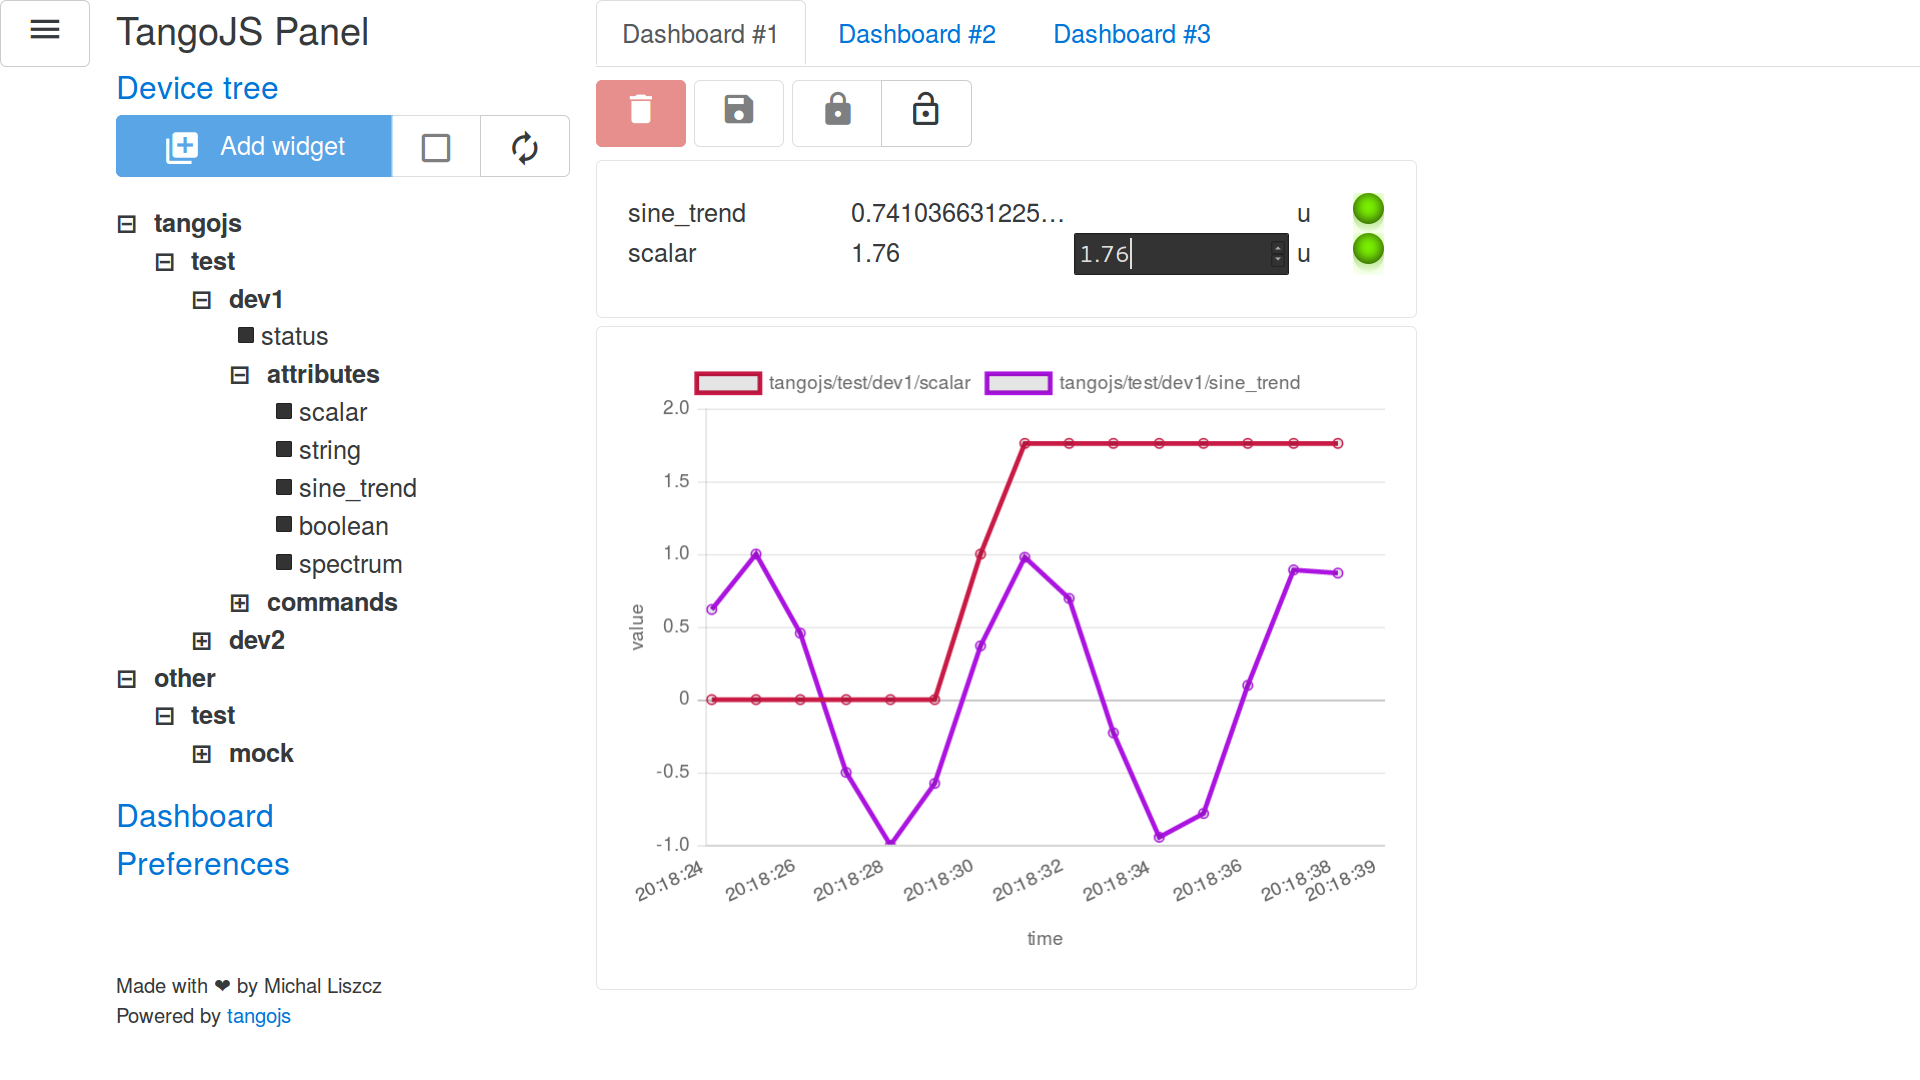 TangoJS Panel
Device tree
Add widget
tangojs
test
dev1
status
attributes
scalar
string
sine_trend
boolean
spectrum
commands
dev2
other
test
mock
Dashboard
Preferences
Made with ❤ by Michal Liszcz
Powered by tangojs
Dashboard #1 Dashboard #2 Dashboard #3
sine_trend 0.741036631225… u
scalar 1.76 1.76 u
tangojs/test/dev1/scalar tangojs/test/dev1/sine_trend
2.0
1.5
1.0
0.5
0
-0.5
-1.0
value
20:18:24 20:18:26 20:18:28 20:18:30 20:18:32 20:18:34 20:18:36 20:18:38 20:18:39
time